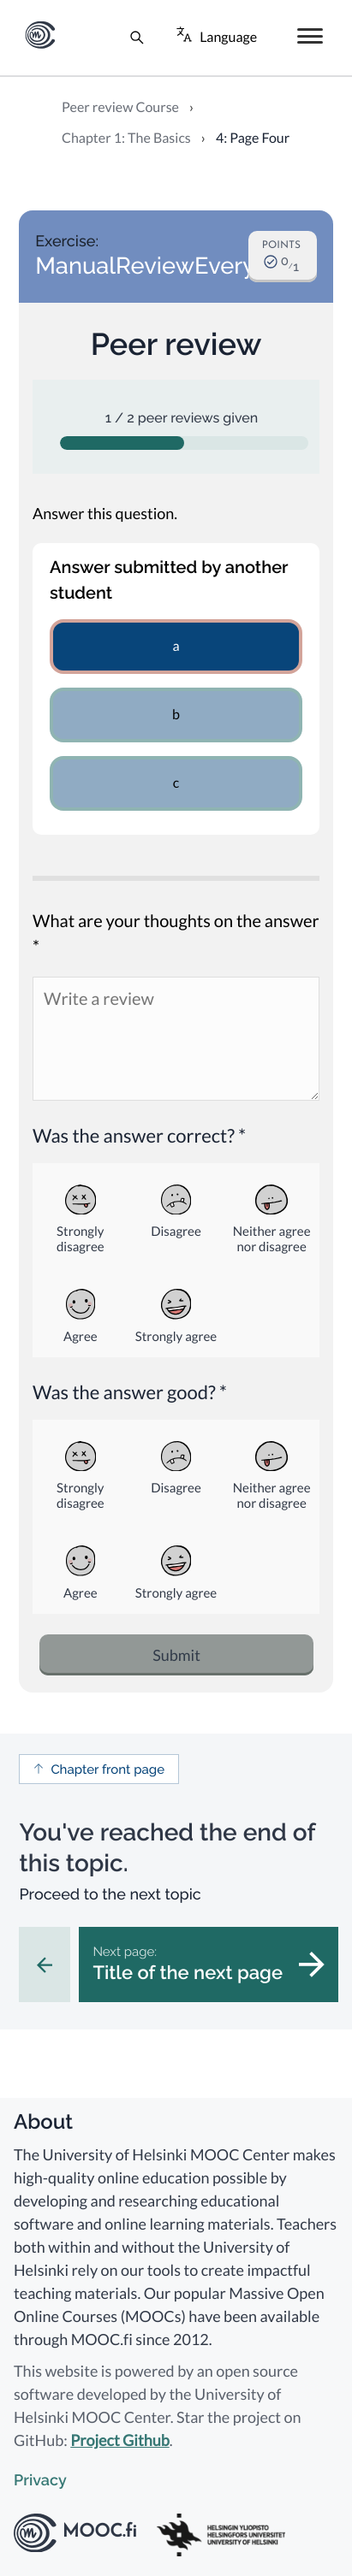 Language
Peer review Course ›
Chapter 1: The Basics › 4: Page Four
Exercise:
ManualReviewEvery
POINTS
0/1
Peer review
1 / 2 peer reviews given
Answer this question.
Answer submitted by another
student
a
b
c
What are your thoughts on the answer
*
Write a review
Was the answer correct? *
Strongly
disagree
Disagree
Neither agree
nor disagree
Agree
Strongly agree
Was the answer good? *
Strongly
disagree
Disagree
Neither agree
nor disagree
Agree
Strongly agree
Submit
Chapter front page
You've reached the end of
this topic.
Proceed to the next topic
Next page:
Title of the next page
About
The University of Helsinki MOOC Center makes
high-quality online education possible by
developing and researching educational
software and online learning materials. Teachers
both within and without the University of
Helsinki rely on our tools to create impactful
teaching materials. Our popular Massive Open
Online Courses (MOOCs) have been available
through MOOC.fi since 2012.
This website is powered by an open source
software developed by the University of
Helsinki MOOC Center. Star the project on
GitHub: Project Github.
Privacy
MOOC.fi
HELSINGIN YLIOPISTO
HELSINGFORS UNIVERSITET
UNIVERSITY OF HELSINKI